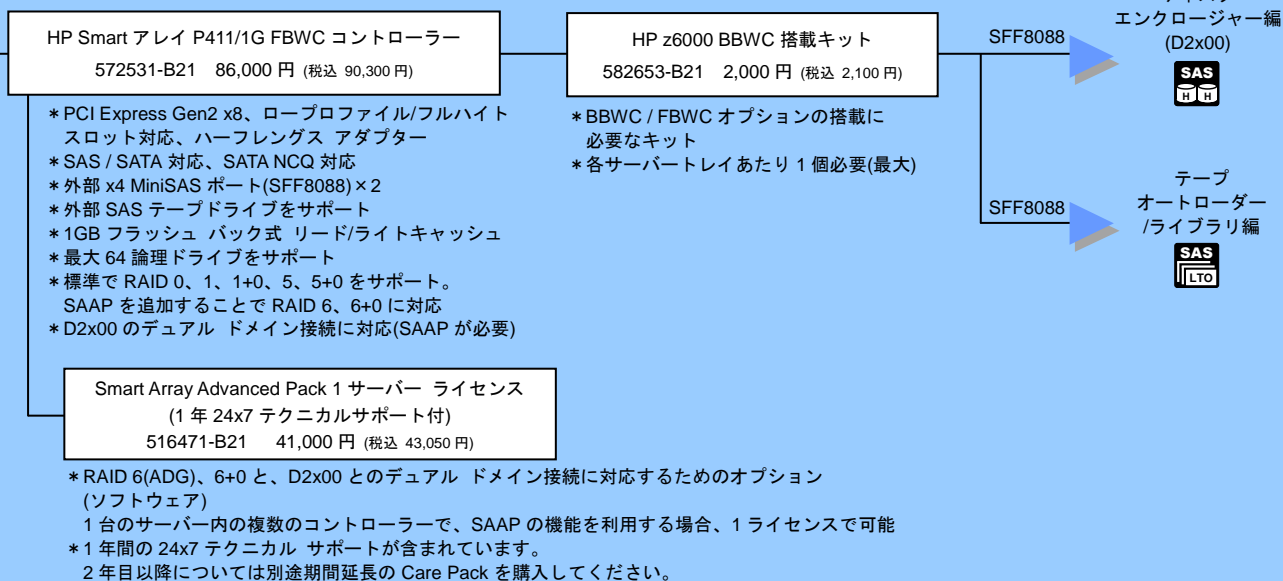 HP Smart アレイ P411/1G FBWC コントローラー
572531-B21 86,000 円 (税込 90,300 円)
*PCI Express Gen2 x8、ロープロファイル/フルハイト
スロット対応、ハーフレングス アダプター
*SAS / SATA 対応、SATA NCQ 対応
*外部 x4 MiniSAS ポート(SFF8088)×2
*外部 SAS テープドライブをサポート
*1GB フラッシュ バック式 リード/ライトキャッシュ
*最大 64 論理ドライブをサポート
*標準で RAID 0、1、1+0、5、5+0 をサポート。
SAAP を追加することで RAID 6、6+0 に対応
*D2x00 のデュアル ドメイン接続に対応(SAAP が必要)
HP z6000 BBWC 搭載キット
582653-B21 2,000 円 (税込 2,100 円)
*BBWC / FBWC オプションの搭載に
必要なキット
*各サーバートレイあたり 1 個必要(最大)
SFF8088
エンクロージャー編
(D2x00)
SAS
H H
SFF8088
テープ
オートローダー
/ライブラリ編
SAS
LTO
Smart Array Advanced Pack 1 サーバー ライセンス
(1 年 24x7 テクニカルサポート付)
516471-B21 41,000 円 (税込 43,050 円)
*RAID 6(ADG)、6+0 と、D2x00 とのデュアル ドメイン接続に対応するためのオプション
(ソフトウェア)
1 台のサーバー内の複数のコントローラーで、SAAP の機能を利用する場合、1 ライセンスで可能
*1 年間の 24x7 テクニカル サポートが含まれています。
2 年目以降については別途期間延長の Care Pack を購入してください。